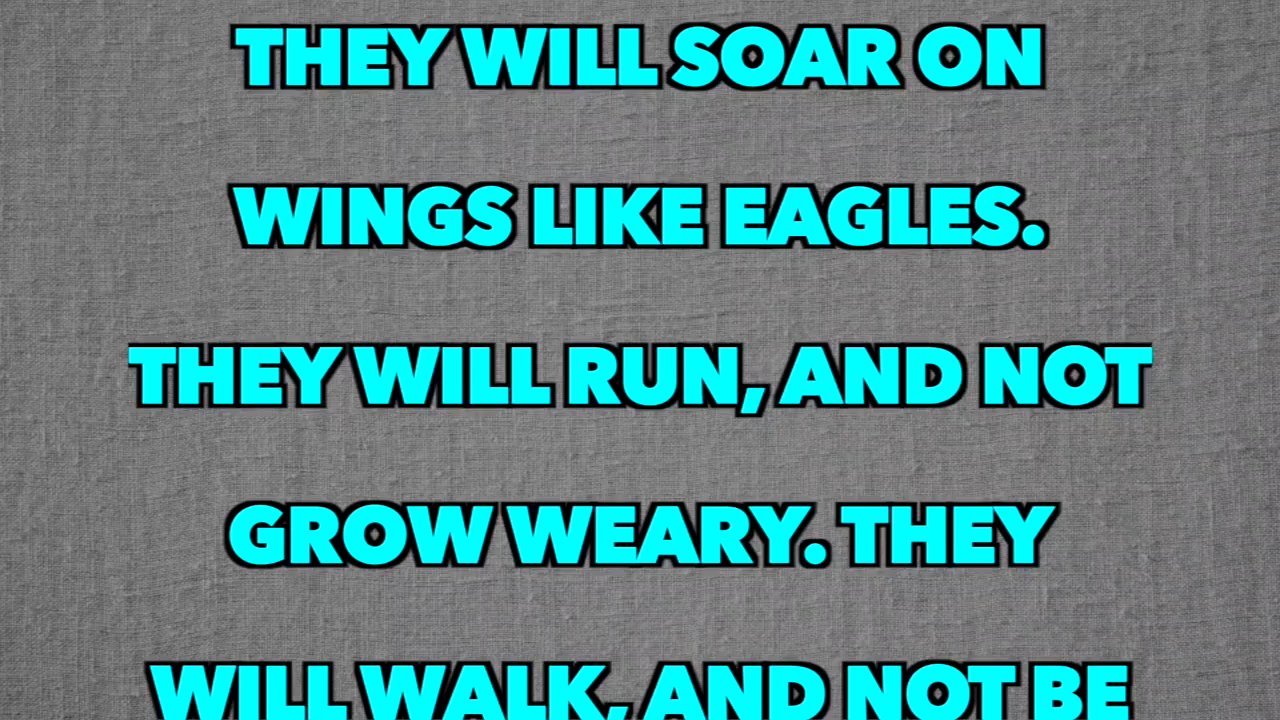 THEY WILL SOAR ON
WINGS LIKE EAGLES.
THEY WILL RUN, AND NOT
GROW WEARY. THEY
WILL WALK, AND NOT BE